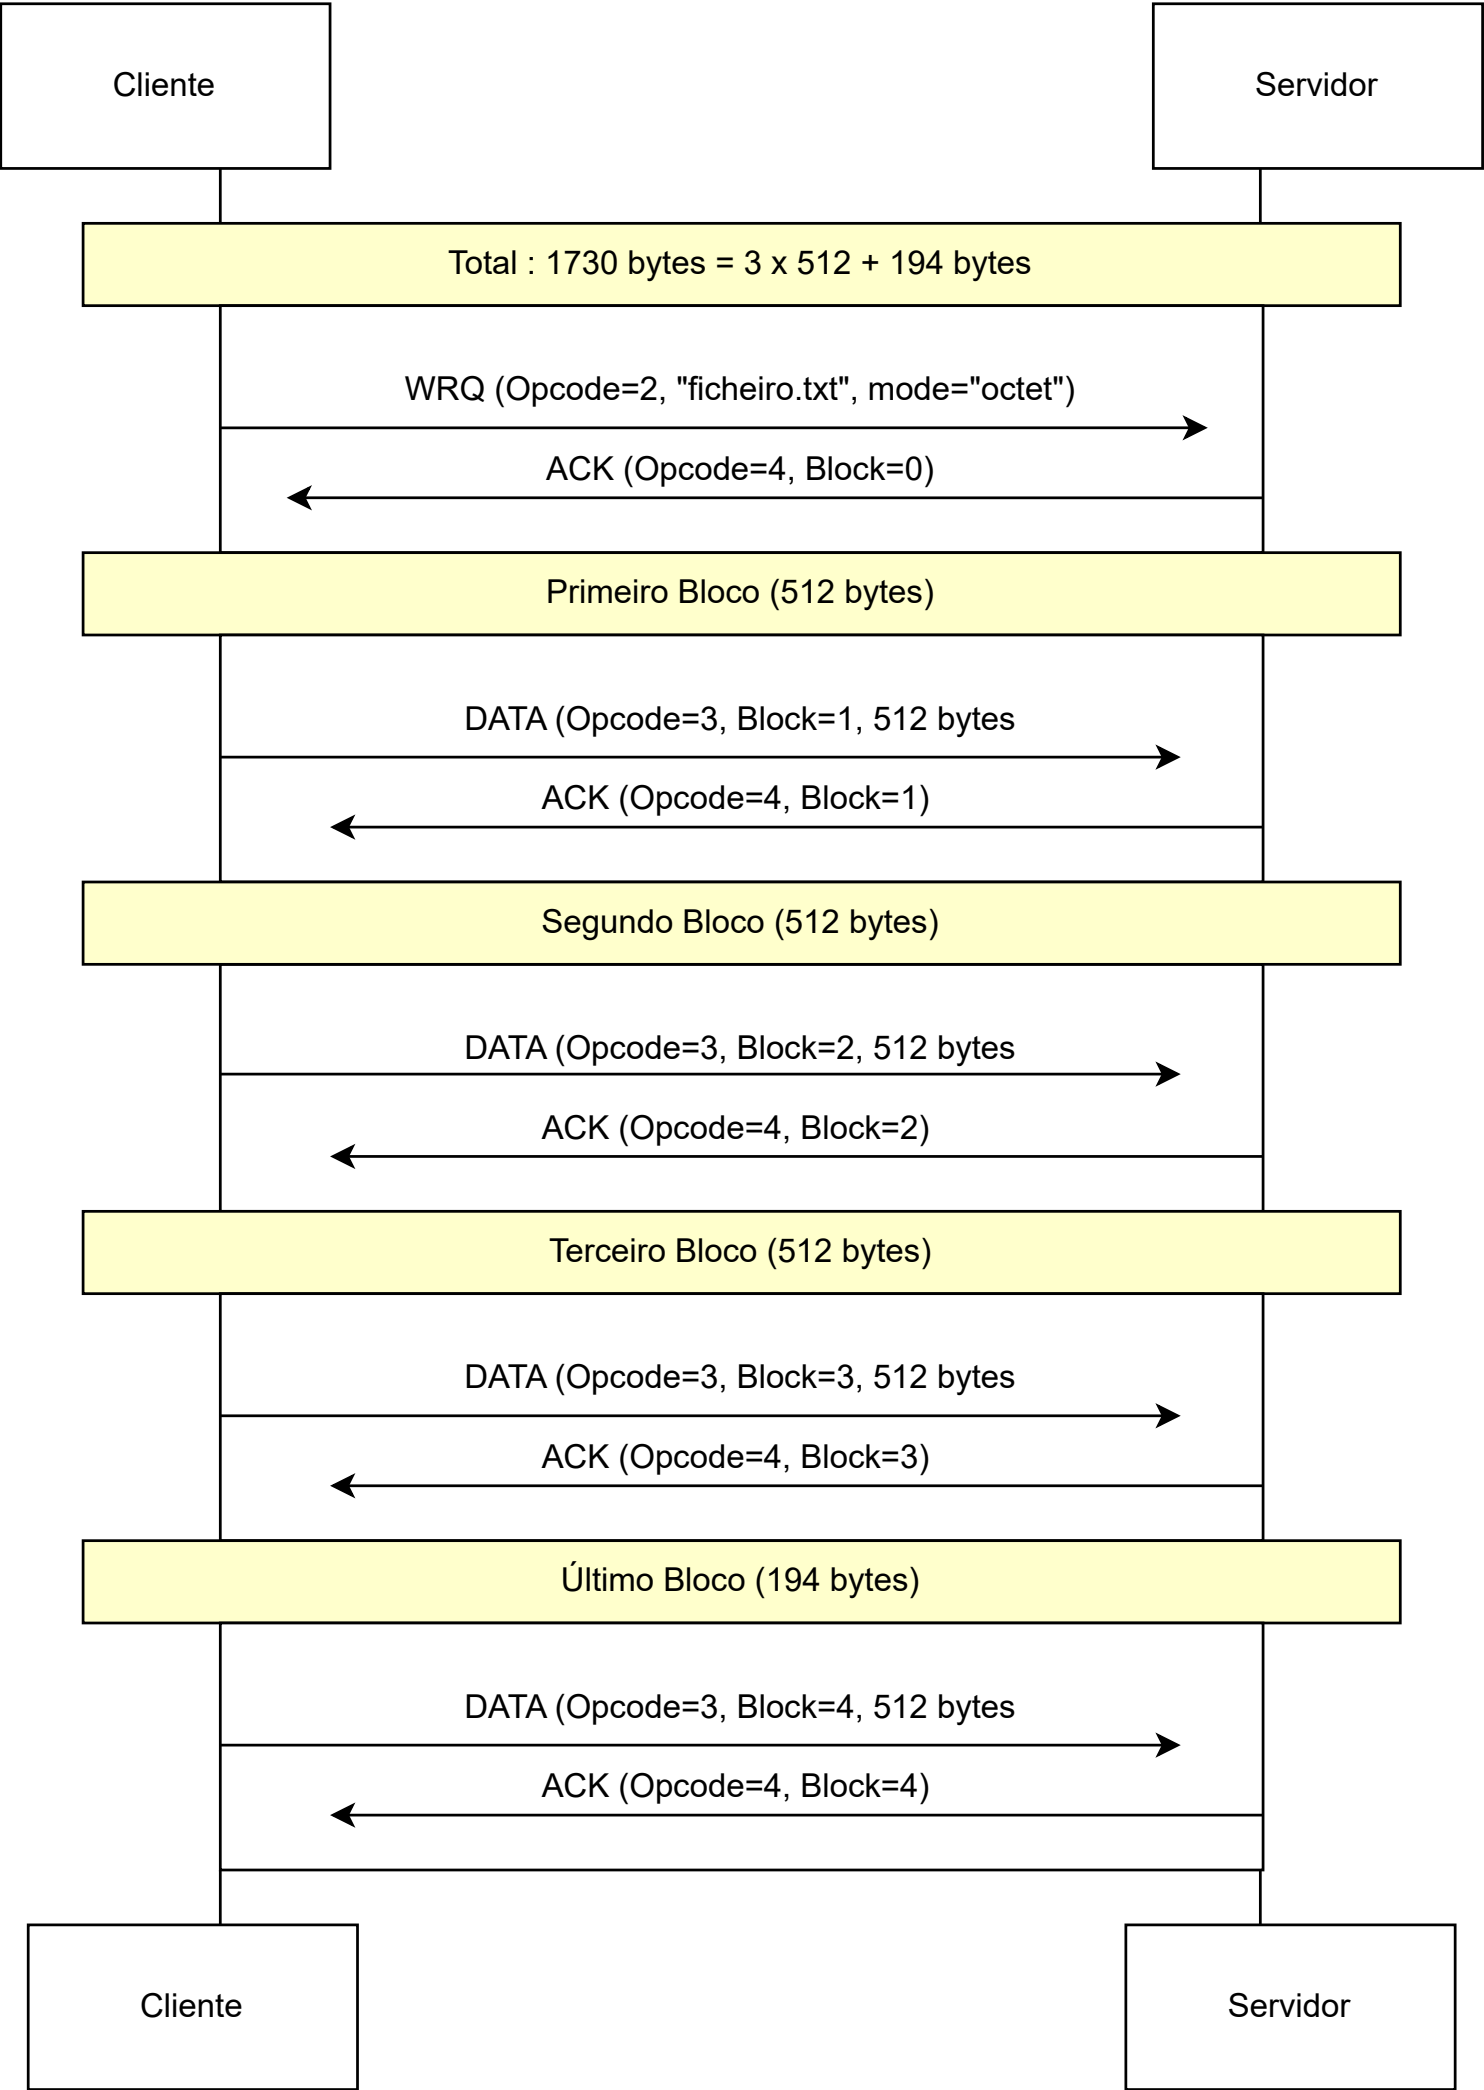 Cliente
Servidor
Total : 1730 bytes = 3 x 512 + 194 bytes
WRQ (Opcode=2, "ficheiro.txt", mode="octet")
ACK (Opcode=4, Block=0)
Primeiro Bloco (512 bytes)
DATA (Opcode=3, Block=1, 512 bytes
ACK (Opcode=4, Block=1)
Segundo Bloco (512 bytes)
DATA (Opcode=3, Block=2, 512 bytes
ACK (Opcode=4, Block=2)
Terceiro Bloco (512 bytes)
DATA (Opcode=3, Block=3, 512 bytes
ACK (Opcode=4, Block=3)
Último Bloco (194 bytes)
DATA (Opcode=3, Block=4, 512 bytes
ACK (Opcode=4, Block=4)
Cliente
Servidor